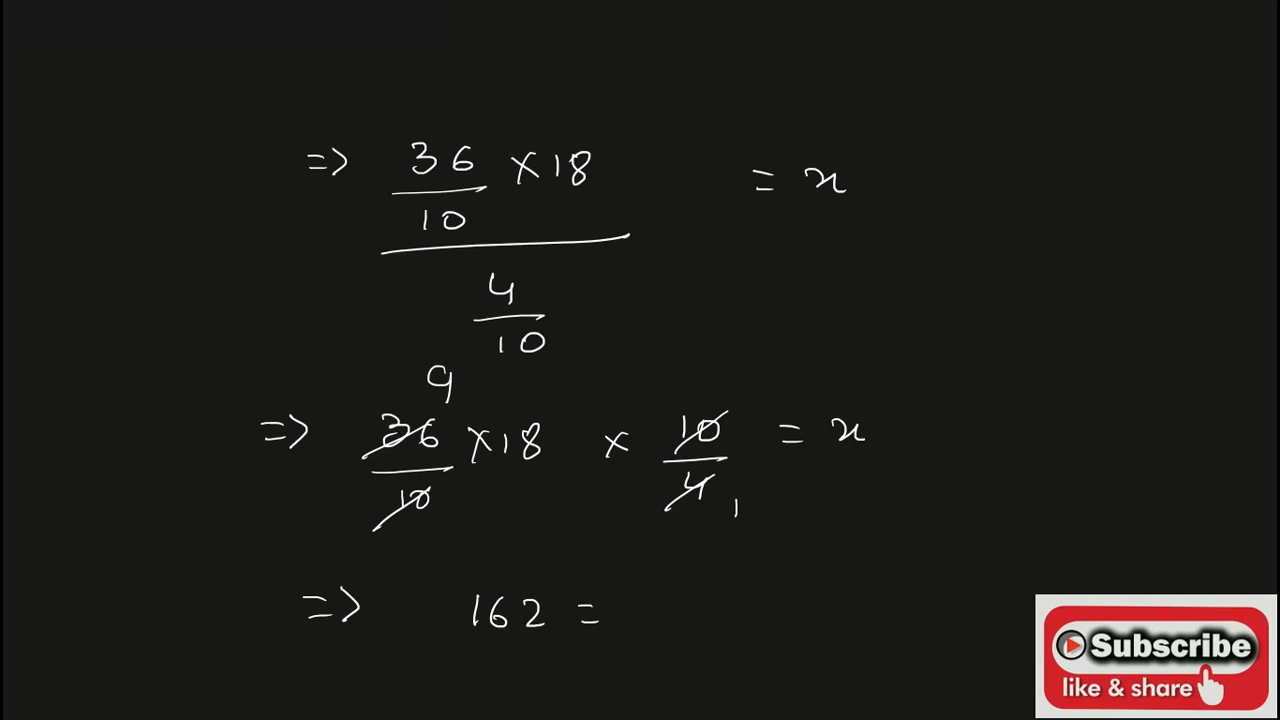 => 36 × 18 = x
10
4
10
9
=> 36 × 18 × 10 = x
10 4 1
=> 162 =
Subscribe
like & share